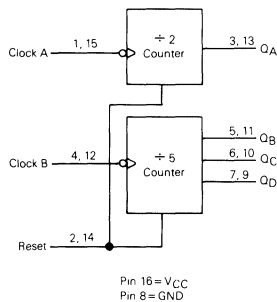 ÷ 2
Counter
Clock A
1, 15
3, 13
QA
÷ 5
Counter
Clock B
4, 12
5, 11
QB
6, 10
QC
7, 9
QD
Reset
2, 14
Pin 16 = VCC
Pin 8 = GND